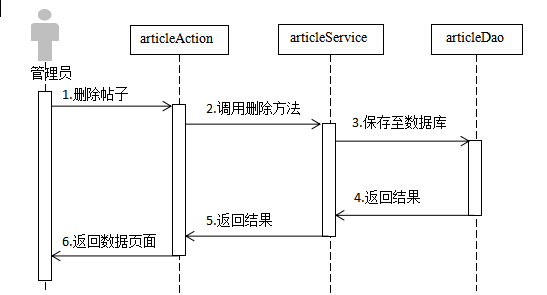 articleAction
articleService
articleDao
管理员
1.删除帖子
2.调用删除方法
3.保存至数据库
4.返回结果
5.返回结果
6.返回数据页面